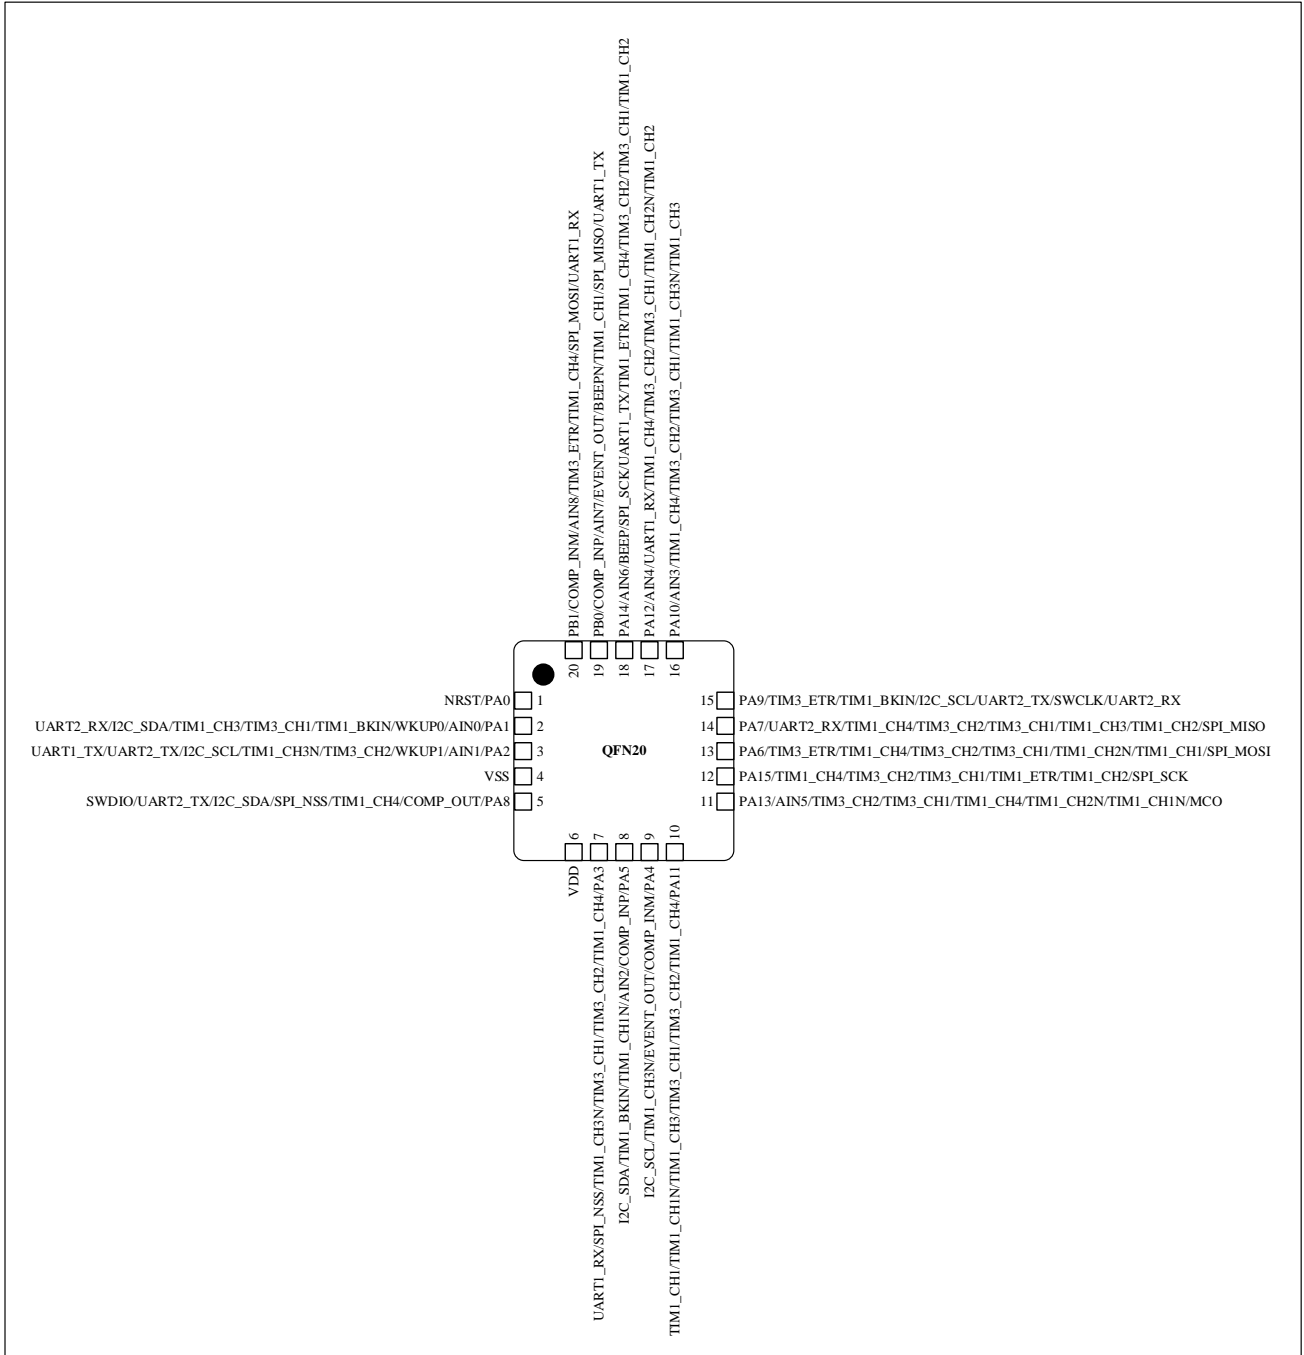 PB1/COMP_INM/AIN8/TIM3_ETR/TIM1_CH4/SPI_MOSI/UART1_RX
PB0/COMP_INP/AIN7/EVENT_OUT/BEEPN/TIM1_CH1/SPI_MISO/UART1_TX
PA14/AIN6/BEEP/SPI_SCK/UART1_TX/TIM1_ETR/TIM1_CH4/TIM3_CH2/TIM3_CH1/TIM1_CH2
PA12/AIN4/UART1_RX/TIM1_CH4/TIM3_CH2/TIM3_CH1/TIM1_CH2N/TIM1_CH2
PA10/AIN3/TIM1_CH4/TIM3_CH2/TIM3_CH1/TIM1_CH3N/TIM1_CH3
20 19 18 17 16
NRST/PA0 1
UART2_RX/I2C_SDA/TIM1_CH3/TIM3_CH1/TIM1_BKIN/WKUP0/AIN0/PA1 2
UART1_TX/UART2_TX/I2C_SCL/TIM1_CH3N/TIM3_CH2/WKUP1/AIN1/PA2 3
VSS 4
SWDIO/UART2_TX/I2C_SDA/SPI_NSS/TIM1_CH4/COMP_OUT/PA8 5
QFN20
15 PA9/TIM3_ETR/TIM1_BKIN/I2C_SCL/UART2_TX/SWCLK/UART2_RX
14 PA7/UART2_RX/TIM1_CH4/TIM3_CH2/TIM3_CH1/TIM1_CH3/TIM1_CH2/SPI_MISO
13 PA6/TIM3_ETR/TIM1_CH4/TIM3_CH2/TIM3_CH1/TIM1_CH2N/TIM1_CH1/SPI_MOSI
12 PA15/TIM1_CH4/TIM3_CH2/TIM3_CH1/TIM1_ETR/TIM1_CH2/SPI_SCK
11 PA13/AIN5/TIM3_CH2/TIM3_CH1/TIM1_CH4/TIM1_CH2N/TIM1_CH1N/MCO
6 7 8 9 10
VDD
UART1_RX/SPI_NSS/TIM1_CH3N/TIM3_CH1/TIM3_CH2/TIM1_CH4/PA3
I2C_SDA/TIM1_BKIN/TIM1_CH1N/AIN2/COMP_INP/PA5
I2C_SCL/TIM1_CH3N/EVENT_OUT/COMP_INM/PA4
TIM1_CH1/TIM1_CH1N/TIM1_CH3/TIM3_CH1/TIM3_CH2/TIM1_CH4/PA11